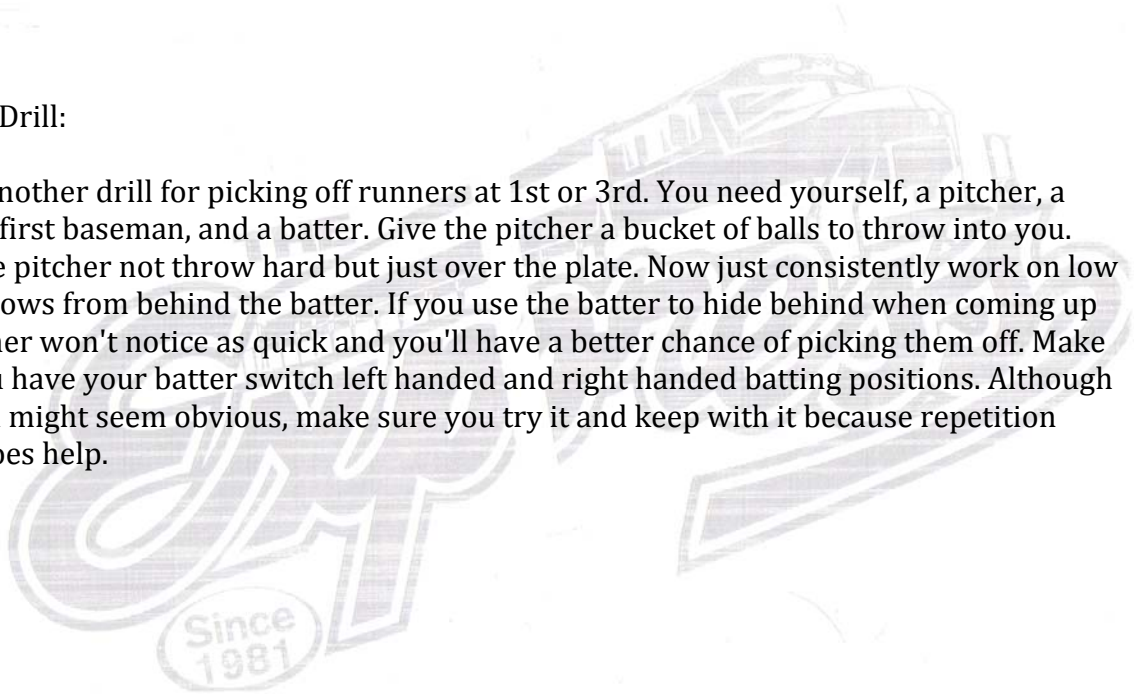 Drill:
nother drill for picking off runners at 1st or 3rd. You need yourself, a pitcher, a
first baseman, and a batter. Give the pitcher a bucket of balls to throw into you.
e pitcher not throw hard but just over the plate. Now just consistently work on low
ows from behind the batter. If you use the batter to hide behind when coming up
ner won't notice as quick and you'll have a better chance of picking them off. Make
u have your batter switch left handed and right handed batting positions. Although
might seem obvious, make sure you try it and keep with it because repetition
oes help.
Express
Since
1981